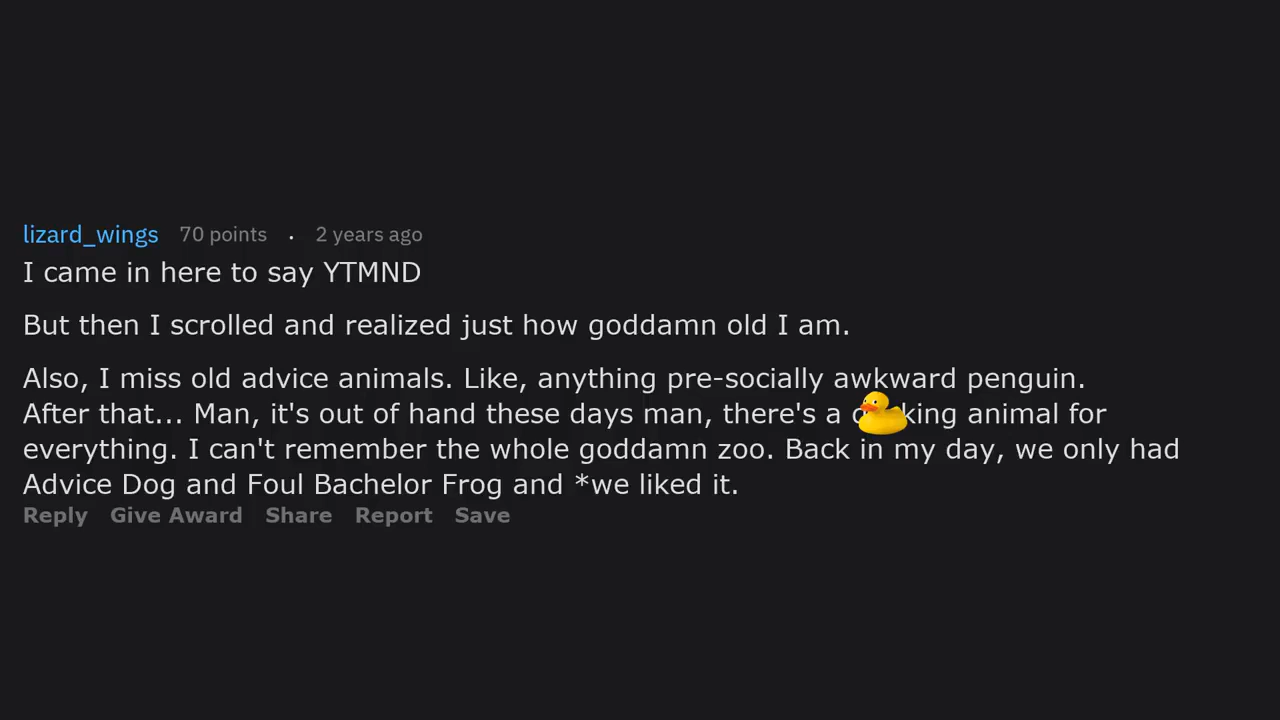 lizard_wings 70 points · 2 years ago
I came in here to say YTMND
But then I scrolled and realized just how goddamn old I am.
Also, I miss old advice animals. Like, anything pre-socially awkward penguin.
After that... Man, it's out of hand these days man, there's a king animal for
everything. I can't remember the whole goddamn zoo. Back in my day, we only had
Advice Dog and Foul Bachelor Frog and *we liked it.
Reply Give Award Share Report Save